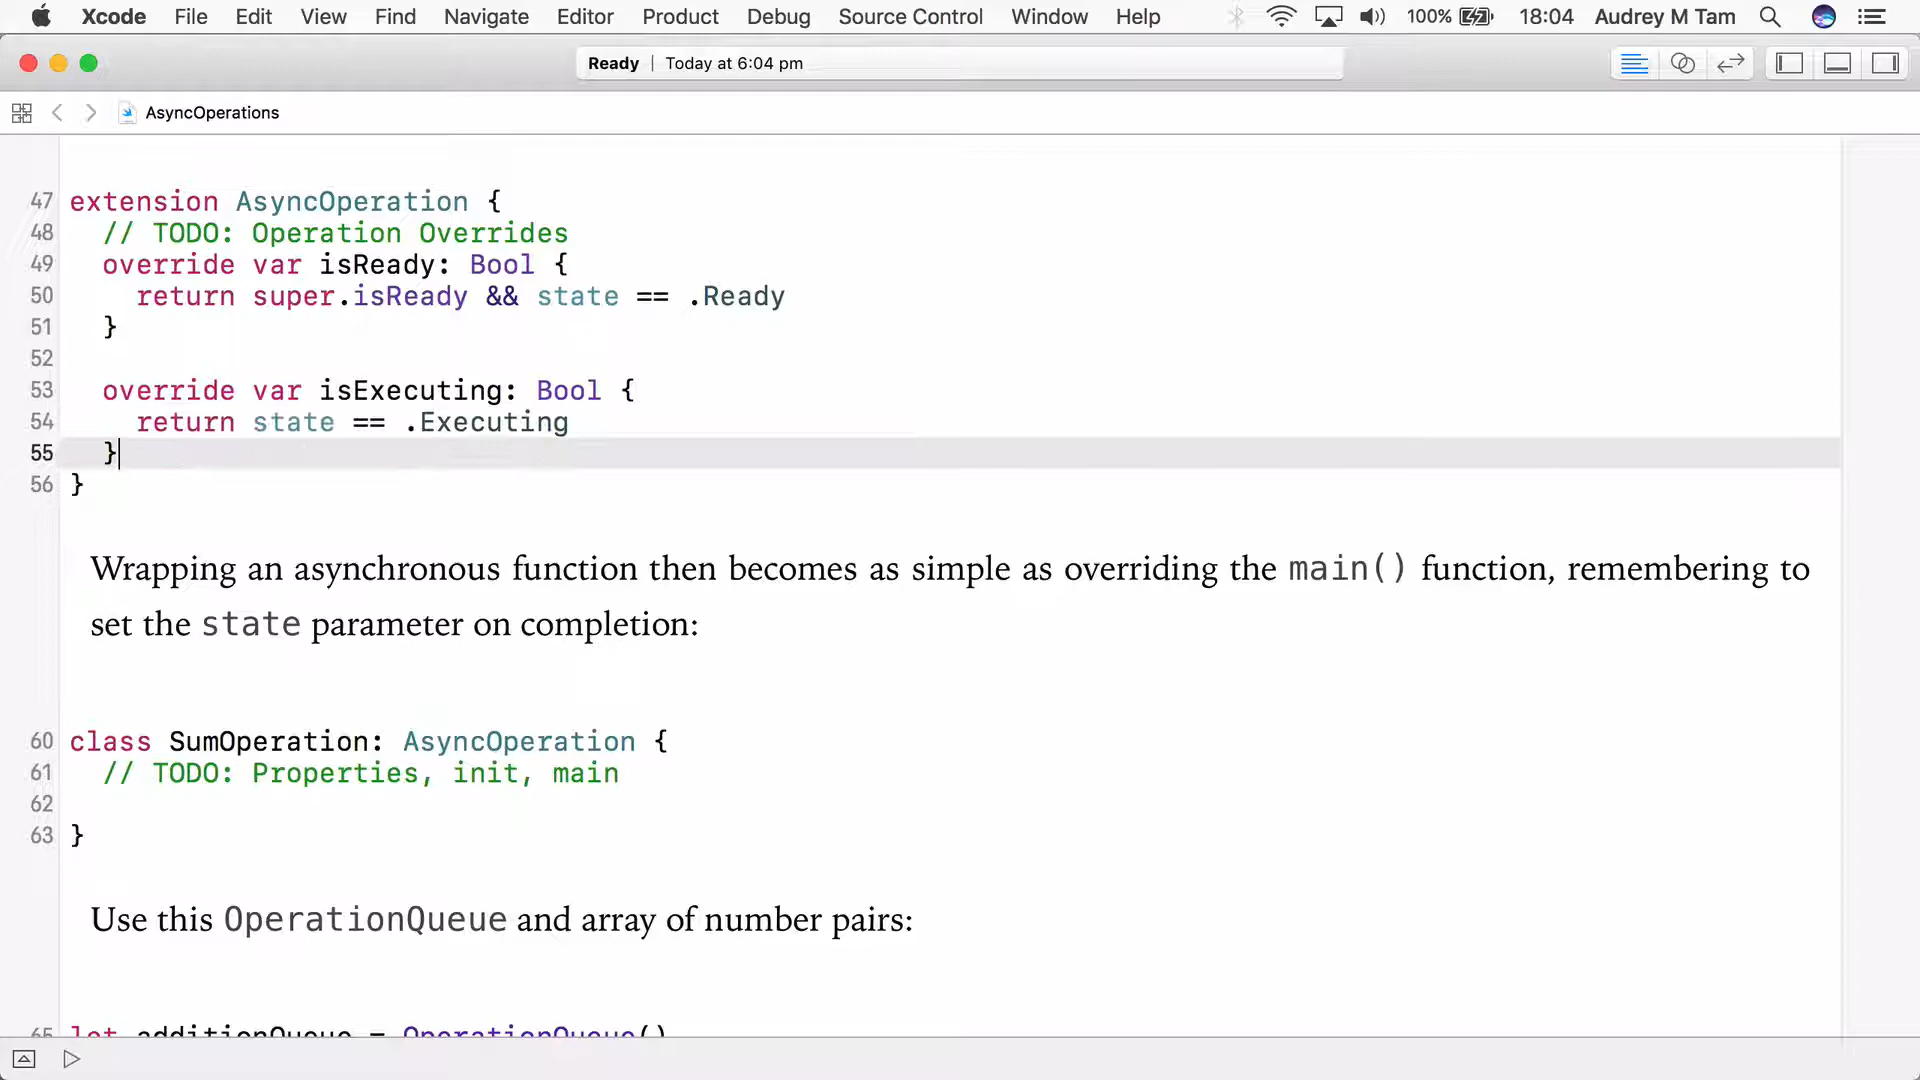 Xcode File Edit View Find Navigate Editor Product Debug Source Control Window Help 100% 18:04 Audrey M Tam
Ready | Today at 6:04 pm
AsyncOperations
47 extension AsyncOperation {
48 // TODO: Operation Overrides
49 override var isReady: Bool {
50 return super.isReady && state == .Ready
51 }
52
53 override var isExecuting: Bool {
54 return state == .Executing
55 }
56 }
Wrapping an asynchronous function then becomes as simple as overriding the main() function, remembering to
set the state parameter on completion:
60 class SumOperation: AsyncOperation {
61 // TODO: Properties, init, main
62
63 }
Use this OperationQueue and array of number pairs:
65 let additionQueue = OperationQueue()